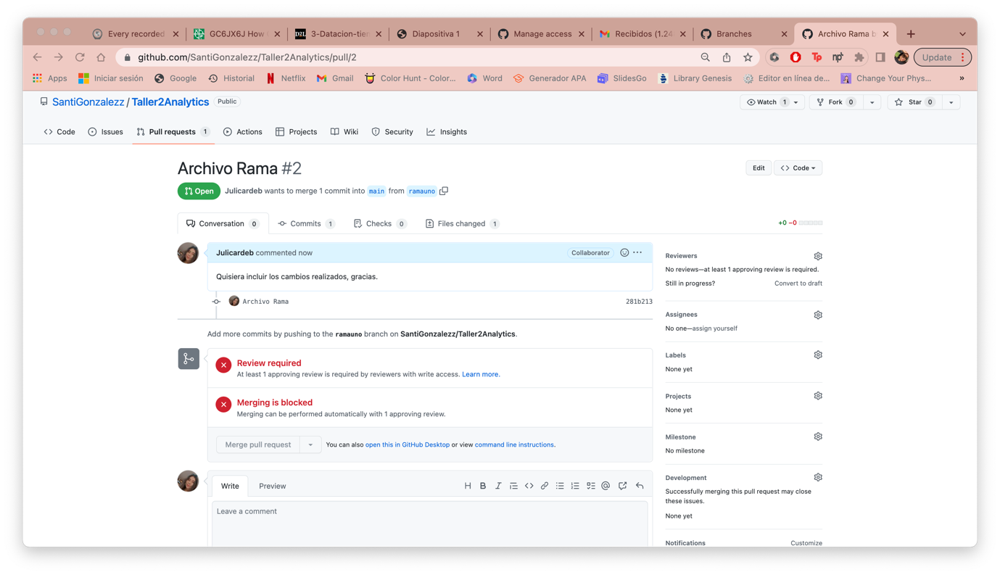 Every recorded
GC6JX6J How
3-Datacion-tier
Diapositiva 1
Manage access
Recibidos (1.24
Branches
Archivo Rama b
github.com/SantiGonzalezz/Taller2Analytics/pull/2
Update
Apps
Iniciar sesión
Google
Historial
Netflix
Gmail
Color Hunt - Color...
Word
Generador APA
SlidesGo
Library Genesis
Editor en línea de...
Change Your Phys...
»
SantiGonzalezz / Taller2Analytics Public
Watch 1
Fork 0
Star 0
Code
Issues
Pull requests 1
Actions
Projects
Wiki
Security
Insights
Archivo Rama #2
Edit
<> Code
Open
Julicardeb wants to merge 1 commit into main from ramauno
Conversation 0
Commits 1
Checks 0
Files changed 1
+0 −0
Julicardeb commented now
Collaborator
Quisiera incluir los cambios realizados, gracias.
Archivo Rama
281b213
Add more commits by pushing to the ramauno branch on SantiGonzalezz/Taller2Analytics.
Review required
At least 1 approving review is required by reviewers with write access. Learn more.
Merging is blocked
Merging can be performed automatically with 1 approving review.
Merge pull request
You can also open this in GitHub Desktop or view command line instructions.
Write
Preview
H B I
Leave a comment
Reviewers
No reviews—at least 1 approving review is required.
Still in progress?
Convert to draft
Assignees
No one—assign yourself
Labels
None yet
Projects
None yet
Milestone
No milestone
Development
Successfully merging this pull request may close
these issues.
None yet
Notifications
Customize